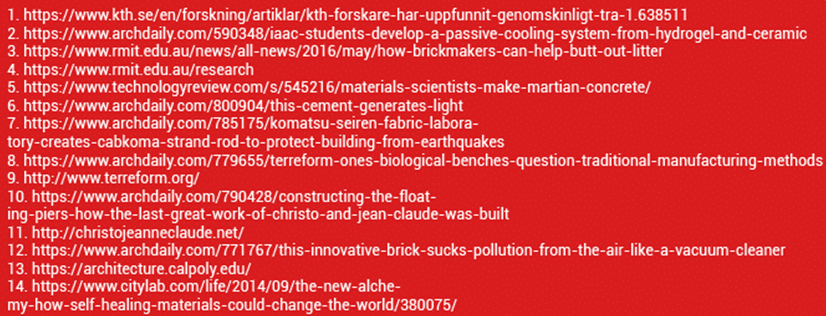 1. https://www.kth.se/en/forskning/artiklar/kth-forskare-har-uppfunnit-genomskinligt-tra-1.638511
2. https://www.archdaily.com/590348/iaac-students-develop-a-passive-cooling-system-from-hydrogel-and-ceramic
3. https://www.rmit.edu.au/news/all-news/2016/may/how-brickmakers-can-help-butt-out-litter
4. https://www.rmit.edu.au/research
5. https://www.technologyreview.com/s/545216/materials-scientists-make-martian-concrete/
6. https://www.archdaily.com/800904/this-cement-generates-light
7. https://www.archdaily.com/785175/komatsu-seiren-fabric-labora-
tory-creates-cabkoma-strand-rod-to-protect-building-from-earthquakes
8. https://www.archdaily.com/779655/terreform-ones-biological-benches-question-traditional-manufacturing-methods
9. http://www.terreform.org/
10. https://www.archdaily.com/790428/constructing-the-float-
ing-piers-how-the-last-great-work-of-christo-and-jean-claude-was-built
11. http://christojeanneclaude.net/
12. https://www.archdaily.com/771767/this-innovative-brick-sucks-pollution-from-the-air-like-a-vacuum-cleaner
13. https://architecture.calpoly.edu/
14. https://www.citylab.com/life/2014/09/the-new-alche-
my-how-self-healing-materials-could-change-the-world/380075/